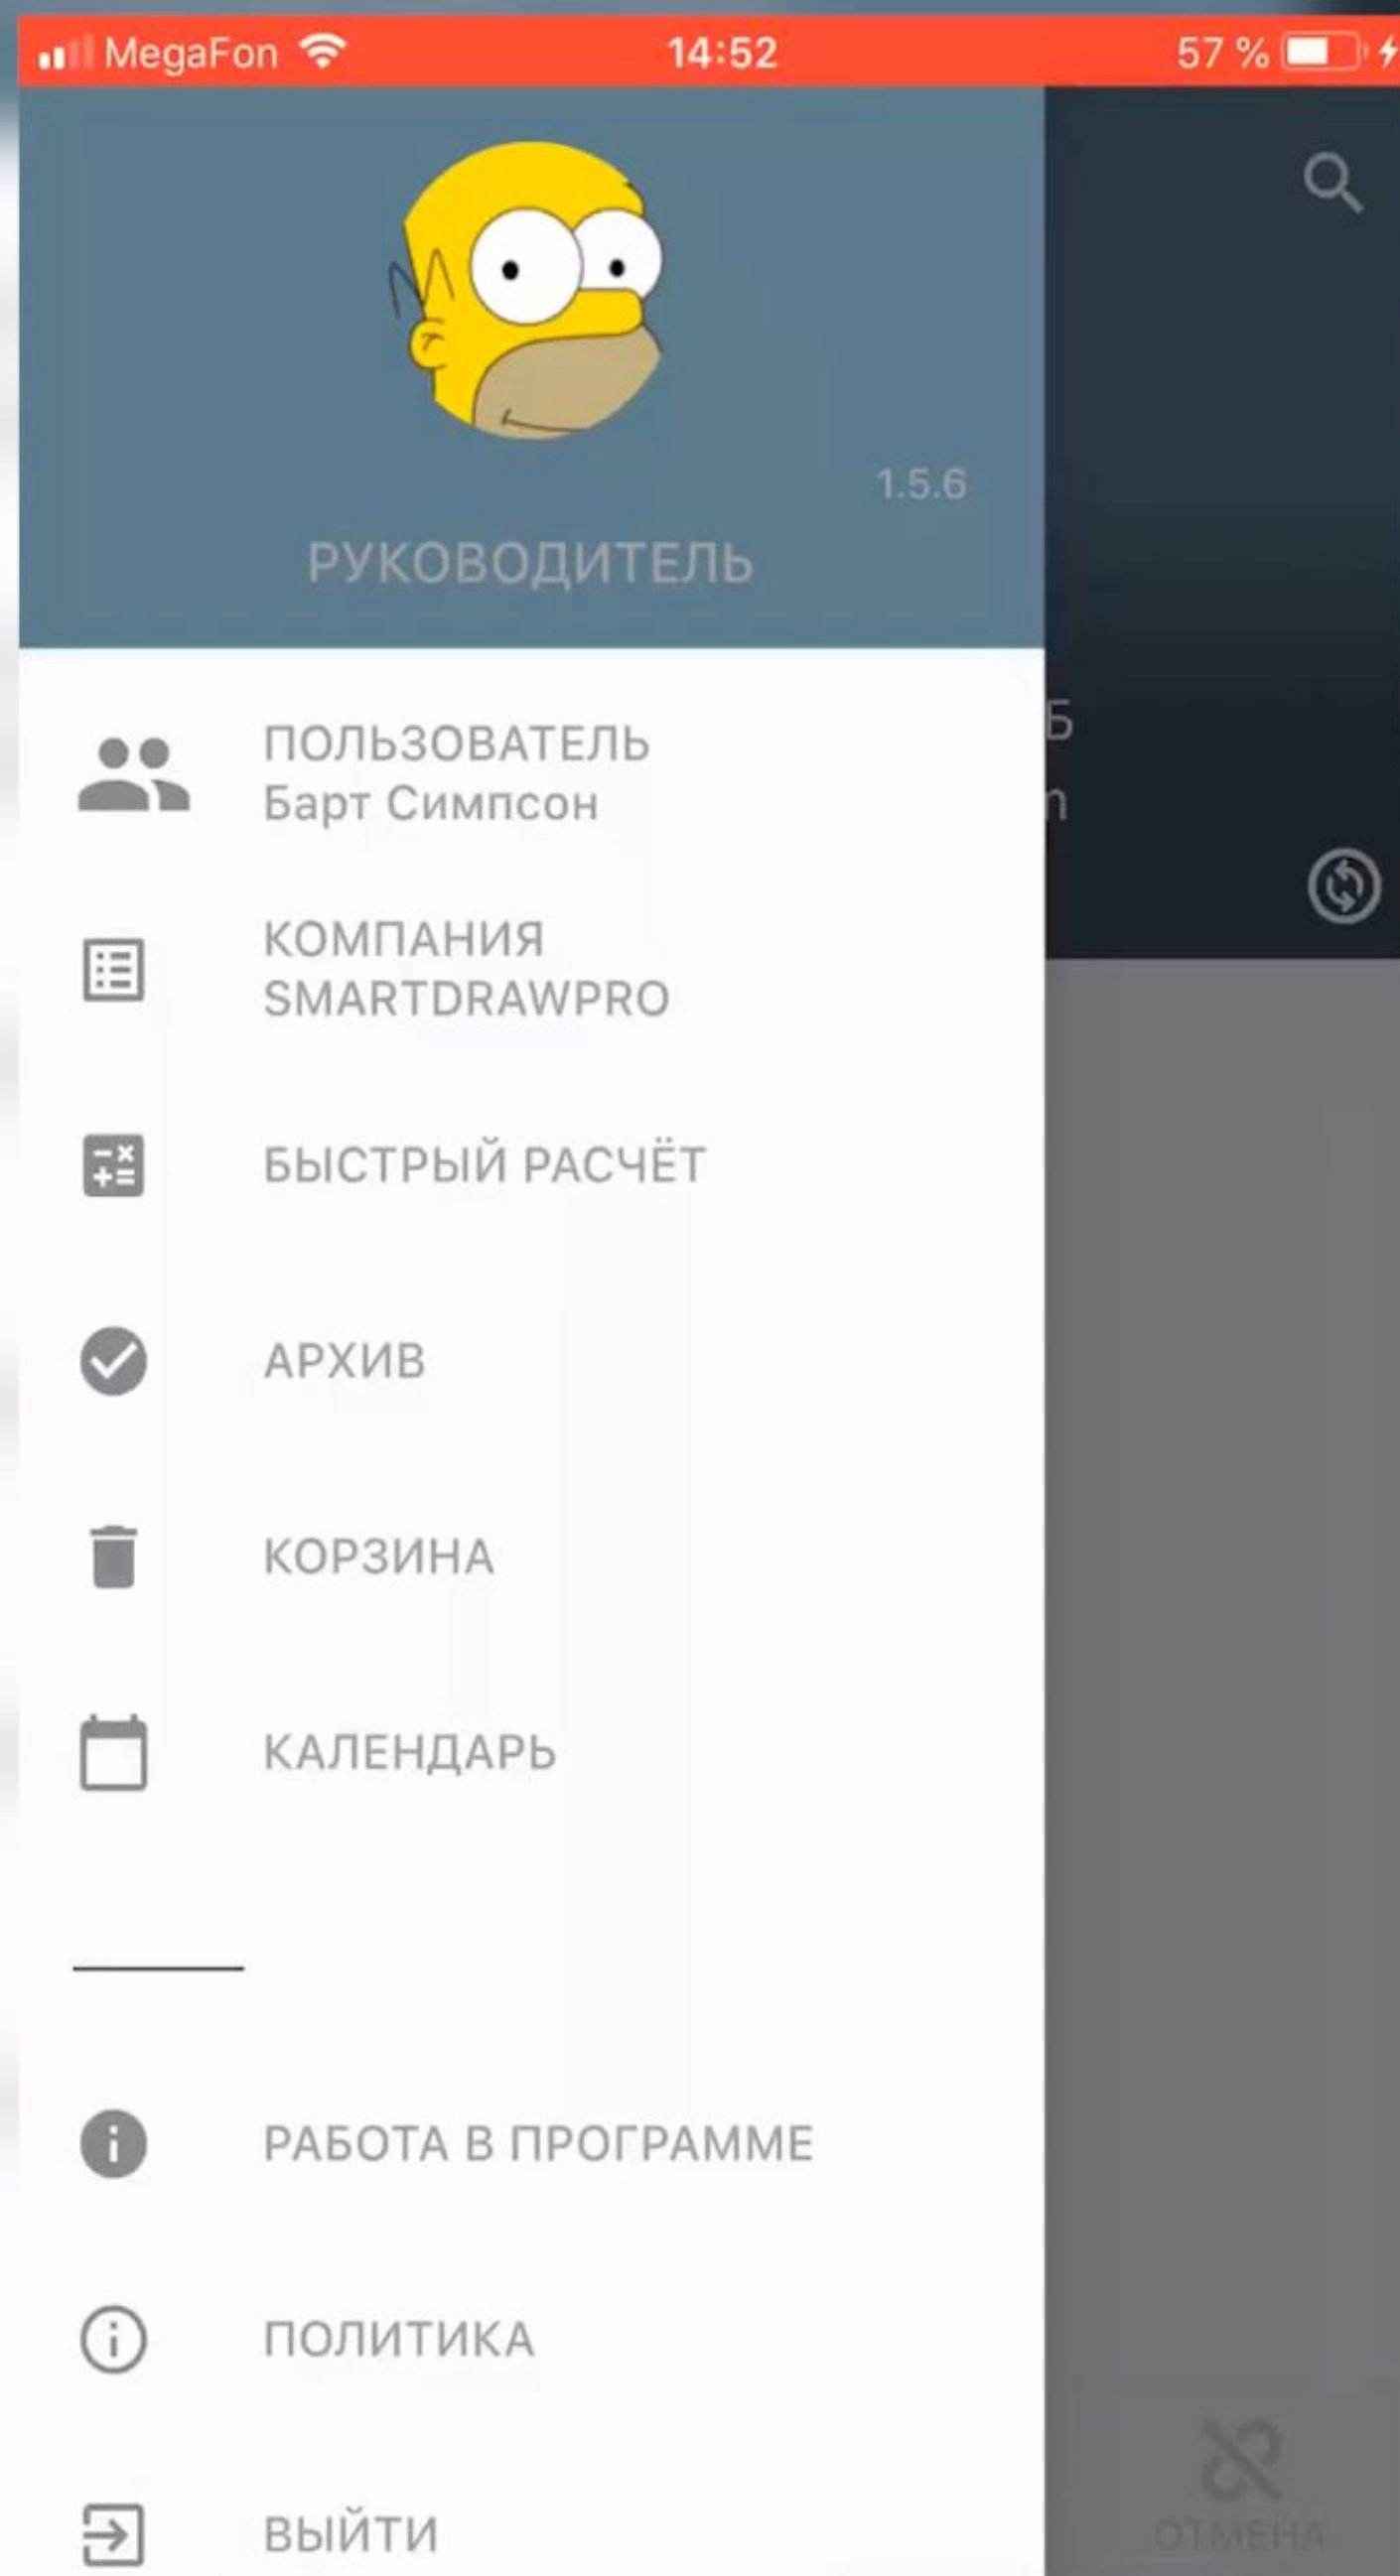 MegaFon
14:52
57 %
1.5.6
РУКОВОДИТЕЛЬ
ПОЛЬЗОВАТЕЛЬ
Барт Симпсон
КОМПАНИЯ
SMARTDRAWPRO
БЫСТРЫЙ РАСЧЁТ
АРХИВ
КОРЗИНА
КАЛЕНДАРЬ
РАБОТА В ПРОГРАММЕ
ПОЛИТИКА
ВЫЙТИ
ОТМЕНА